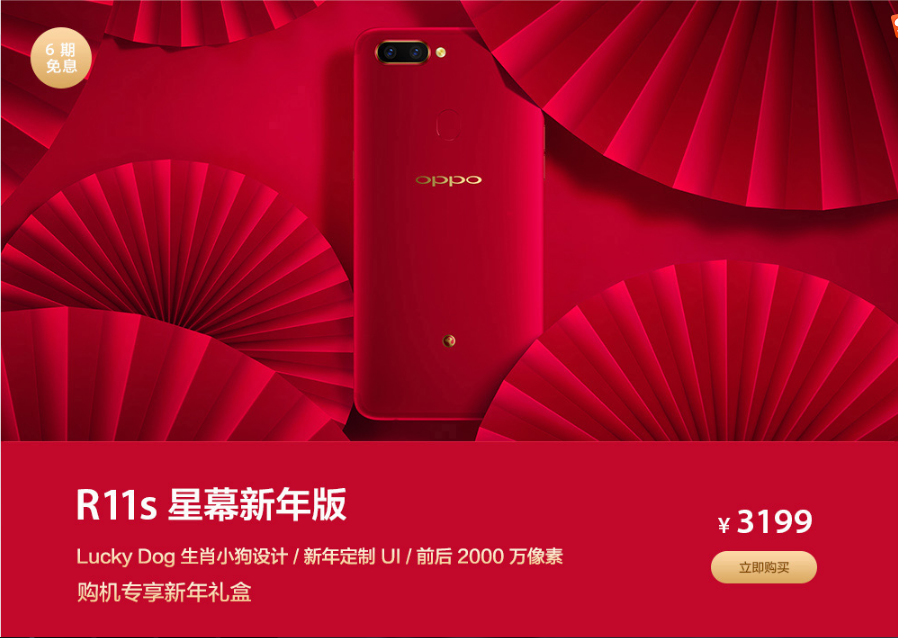 6 期
免息
oppo
R11s 星幕新年版
¥ 3199
Lucky Dog 生肖小狗设计 / 新年定制 UI / 前后 2000 万像素
立即购买
购机专享新年礼盒